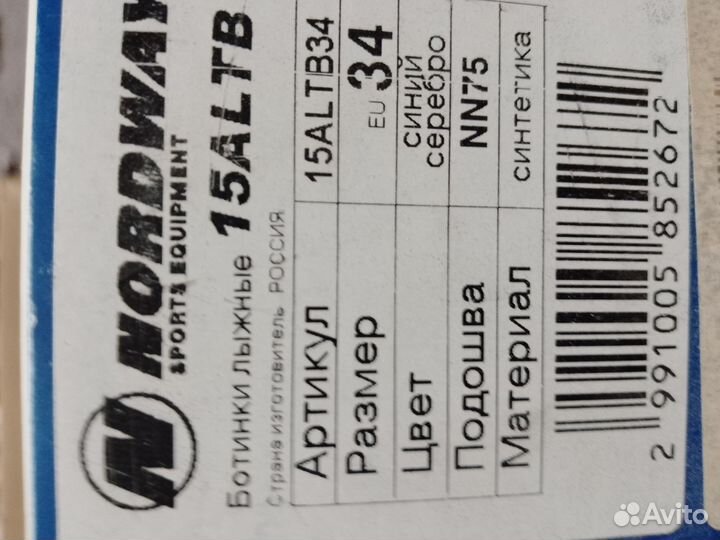 NORDWAY
SPORTS EQUIPMENT
Ботинки лыжные 15ALTB
Страна изготовитель РОССИЯ
Артикул 15ALTB34
Размер EU 34
Цвет синий серебро
Подошва NN75
Материал синтетика
2 991005 852672
Avito